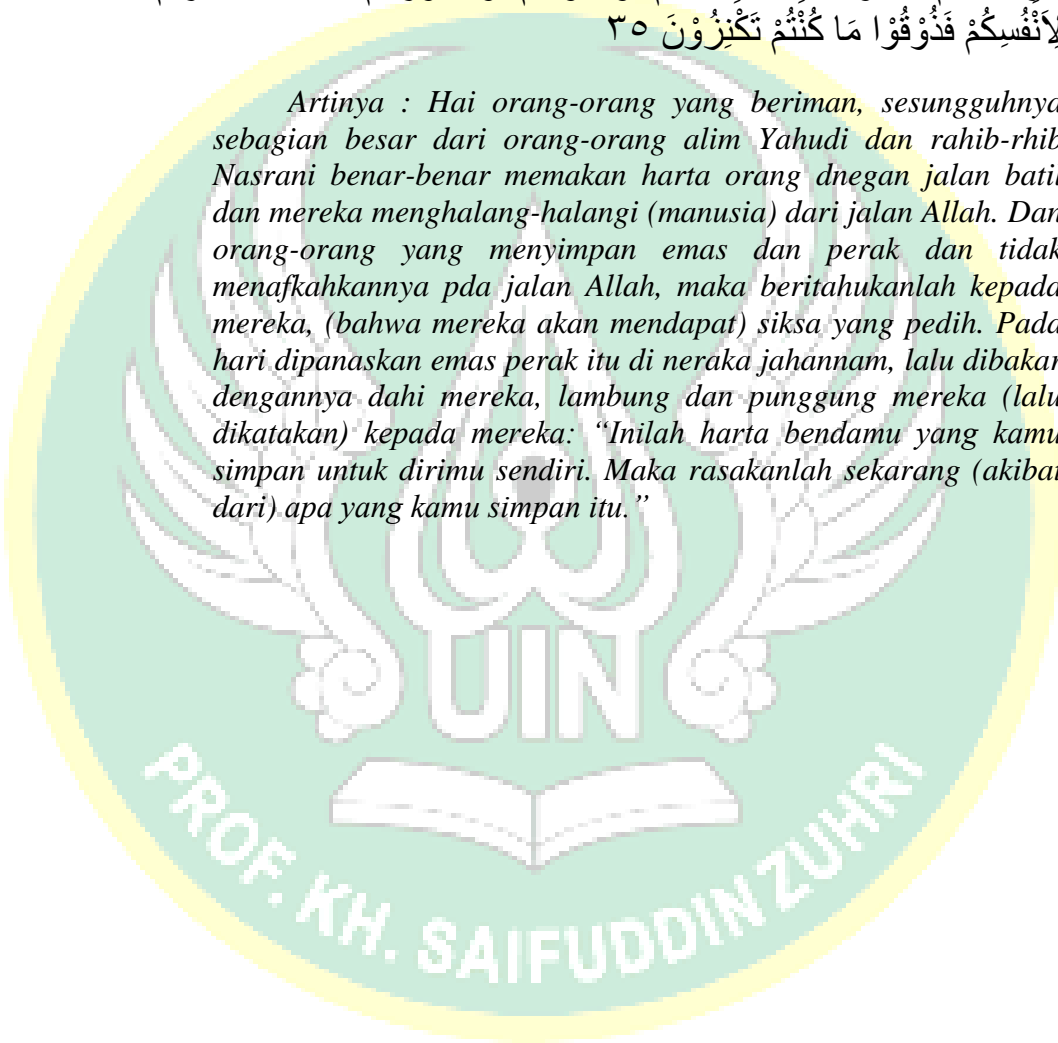 لِاَنْفُسِكُمْ فَذُوْقُوْا مَا كُنْتُمْ تَكْنِزُوْنَ ٣٥
Artinya : Hai orang-orang yang beriman, sesungguhnya
sebagian besar dari orang-orang alim Yahudi dan rahib-rhib
Nasrani benar-benar memakan harta orang dnegan jalan batil
dan mereka menghalang-halangi (manusia) dari jalan Allah. Dan
orang-orang yang menyimpan emas dan perak dan tidak
menafkahkannya pda jalan Allah, maka beritahukanlah kepada
mereka, (bahwa mereka akan mendapat) siksa yang pedih. Pada
hari dipanaskan emas perak itu di neraka jahannam, lalu dibakar
dengannya dahi mereka, lambung dan punggung mereka (lalu
dikatakan) kepada mereka: “Inilah harta bendamu yang kamu
simpan untuk dirimu sendiri. Maka rasakanlah sekarang (akibat
dari) apa yang kamu simpan itu.”
UIN
PROF. KH. SAIFUDDIN ZUHRI